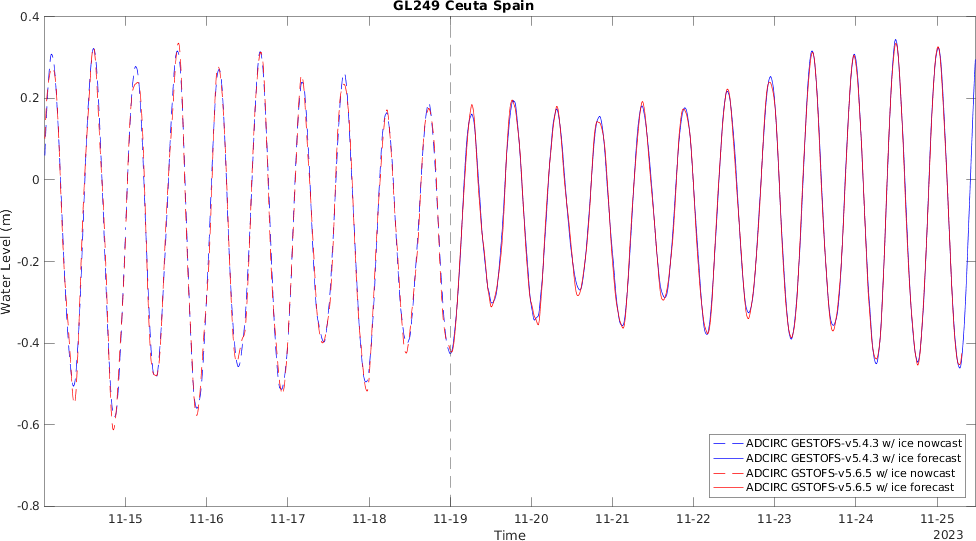 GL249 Ceuta Spain
0.4
0.2
0
-0.2
-0.4
-0.6
-0.8
Water Level (m)
11-15 11-16 11-17 11-18 11-19 11-20 11-21 11-22 11-23 11-24 11-25
Time
2023
ADCIRC GESTOFS-v5.4.3 w/ ice nowcast
ADCIRC GESTOFS-v5.4.3 w/ ice forecast
ADCIRC GSTOFS-v5.6.5 w/ ice nowcast
ADCIRC GSTOFS-v5.6.5 w/ ice forecast